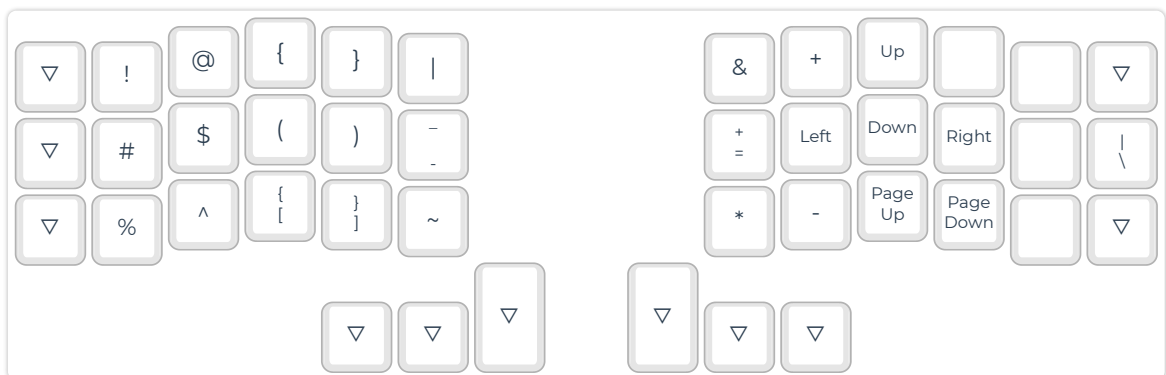 ▽ ! @ { } | & + Up ▽
▽ # $ ( ) _ - + = Left Down Right | \
▽ % ^ { [ } ] ~ * - Page Up Page Down ▽
▽ ▽ ▽ ▽ ▽ ▽